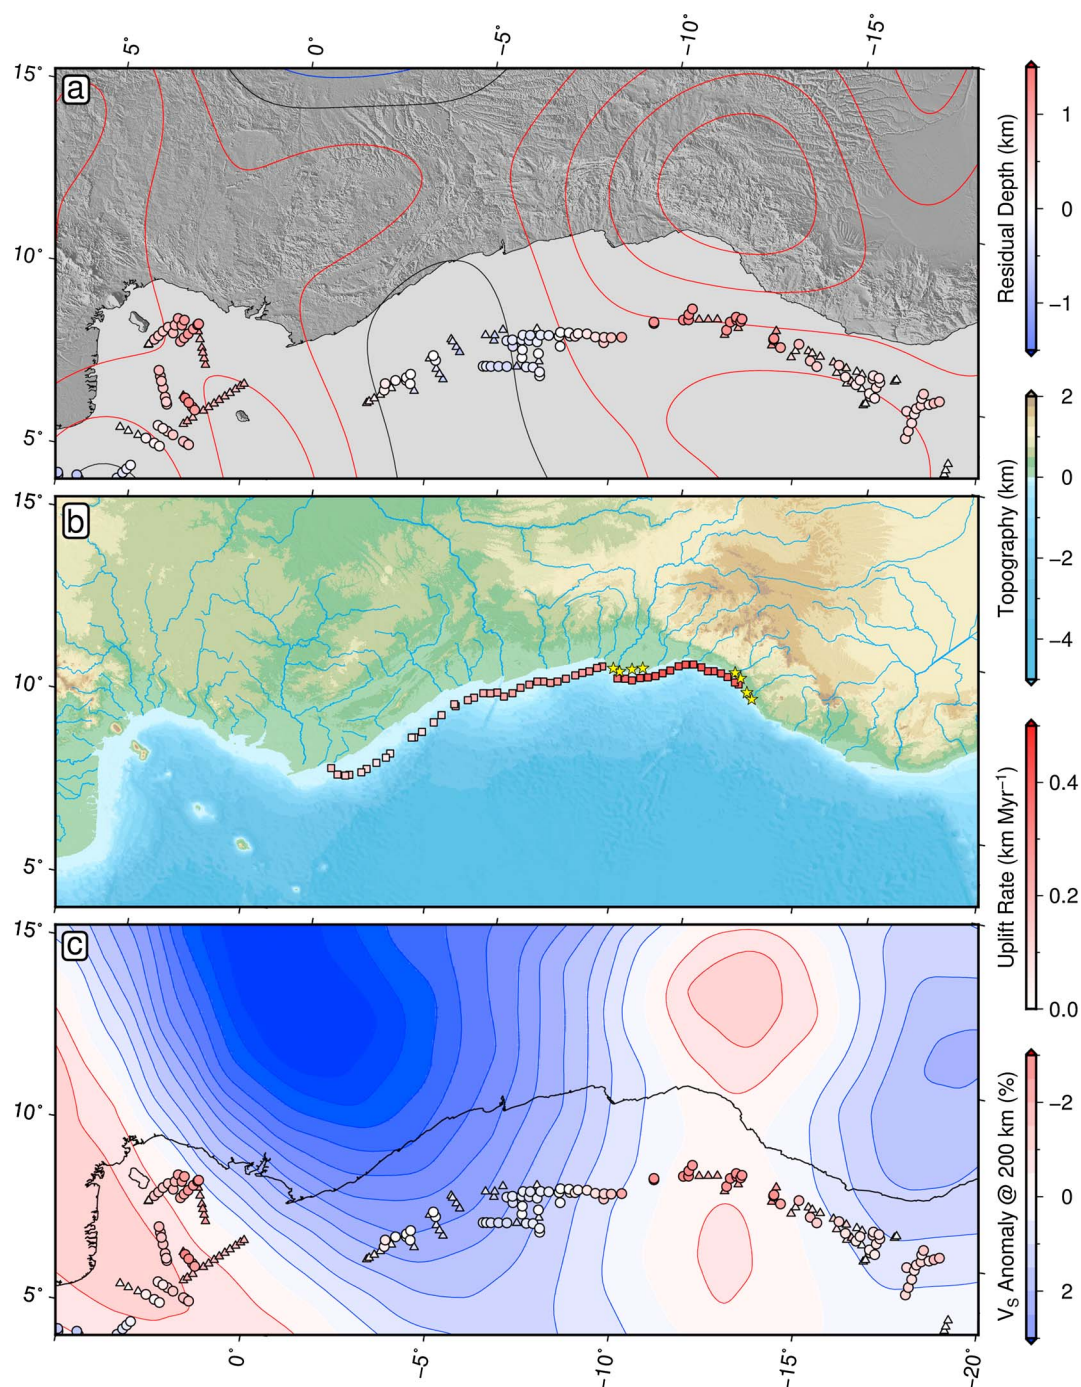 5° 0° −5° −10° −15°
a
15°
10°
5°
Residual Depth (km)
1
0
−1
b
15°
10°
5°
Topography (km)
2
0
−2
−4
Uplift Rate (km Myr⁻¹)
0.4
0.2
0.0
c
15°
10°
5°
Vs Anomaly @ 200 km (%)
−2
0
2
0° −5° −10° −15° −20°